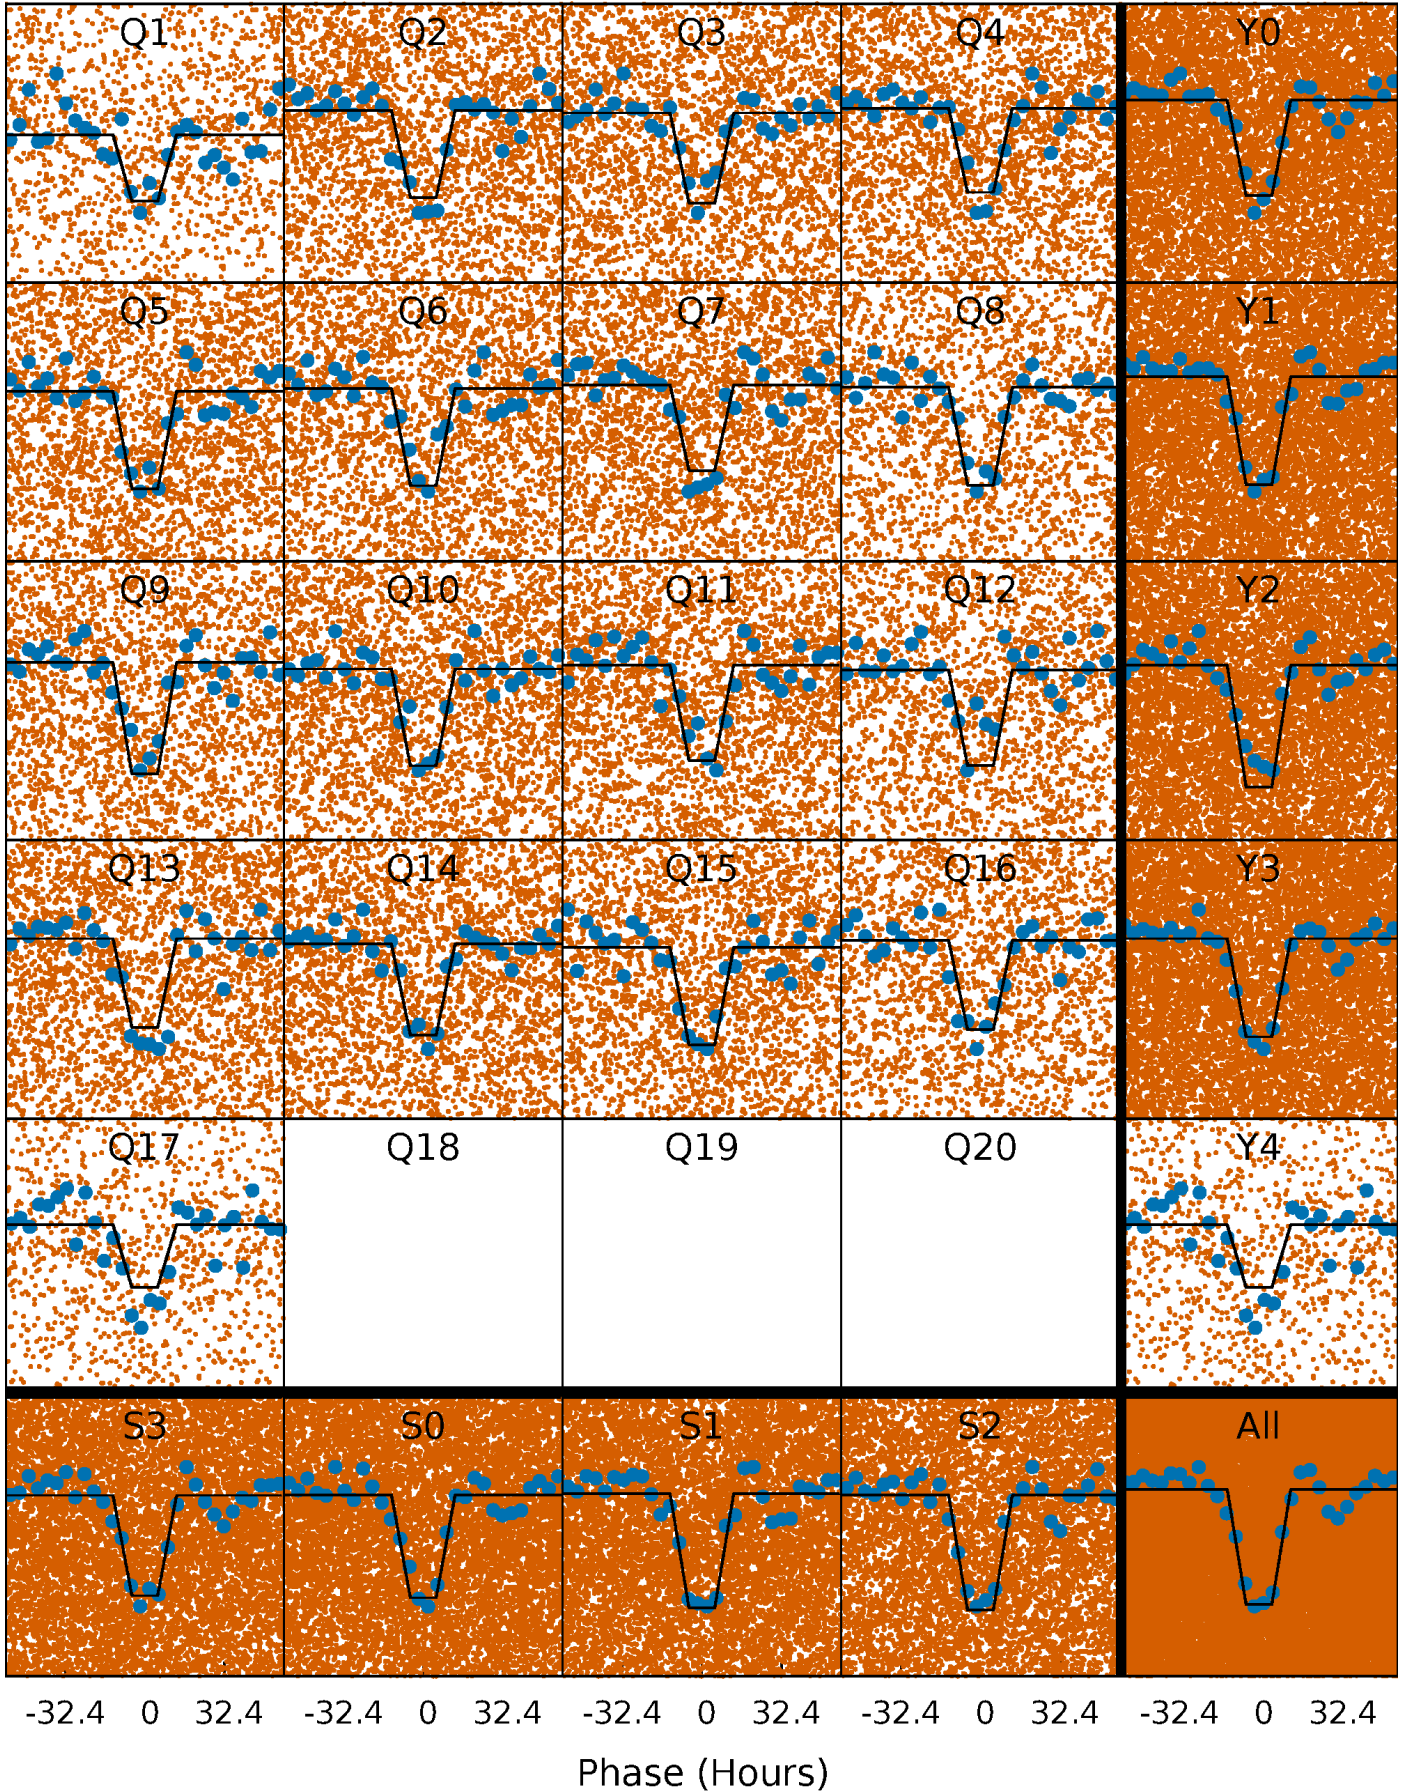 Q1 Q2 Q3 Q4 Y0
Q5 Q6 Q7 Q8 Y1
Q9 Q10 Q11 Q12 Y2
Q13 Q14 Q15 Q16 Y3
Q17 Q18 Q19 Q20 Y4
S3 S0 S1 S2 All
-32.4 0 32.4 -32.4 0 32.4 -32.4 0 32.4 -32.4 0 32.4 -32.4 0 32.4
Phase (Hours)